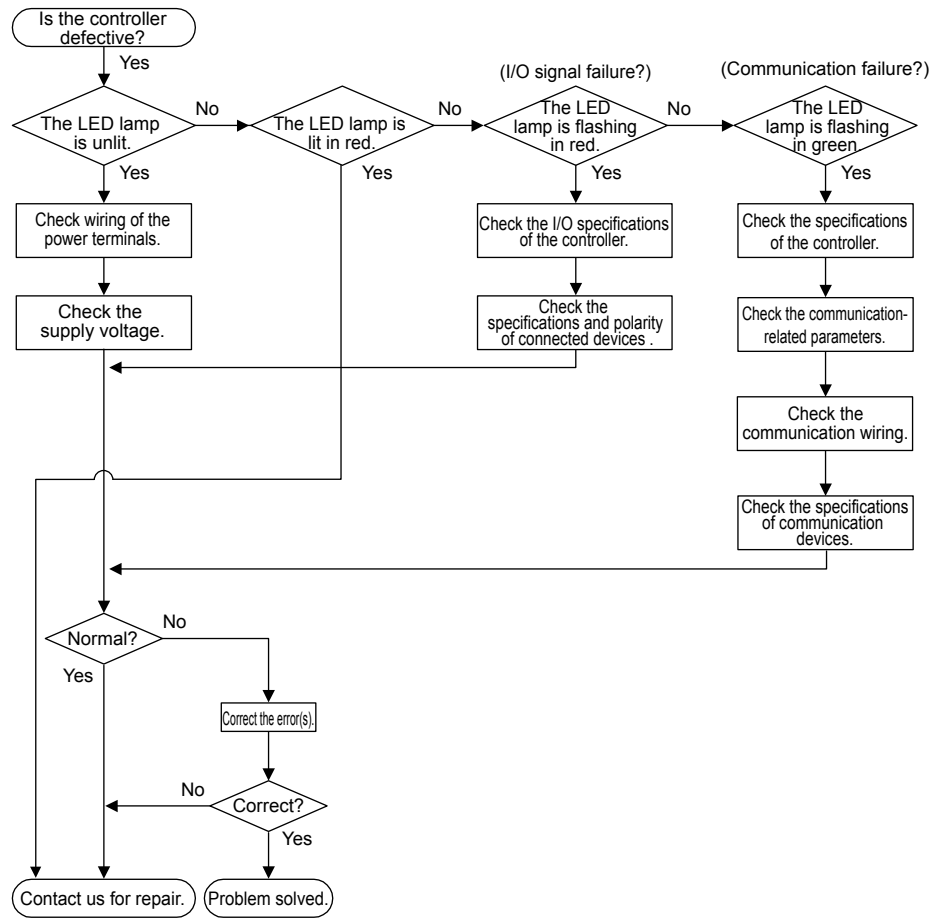 Is the controller
defective?
Yes
(I/O signal failure?)
(Communication failure?)
The LED lamp
is unlit.
No
The LED lamp is
lit in red.
No
The LED
lamp is flashing
in red.
No
The LED
lamp is flashing
in green.
Yes
Yes
Yes
Yes
Check wiring of the
power terminals.
Check the I/O specifications
of the controller.
Check the specifications
of the controller.
Check the
supply voltage.
Check the
specifications and polarity
of connected devices .
Check the communication-
related parameters.
Check the
communication wiring.
Check the specifications
of communication
devices.
Normal?
No
Yes
Correct the error(s).
No
Correct?
Yes
Contact us for repair.
Problem solved.